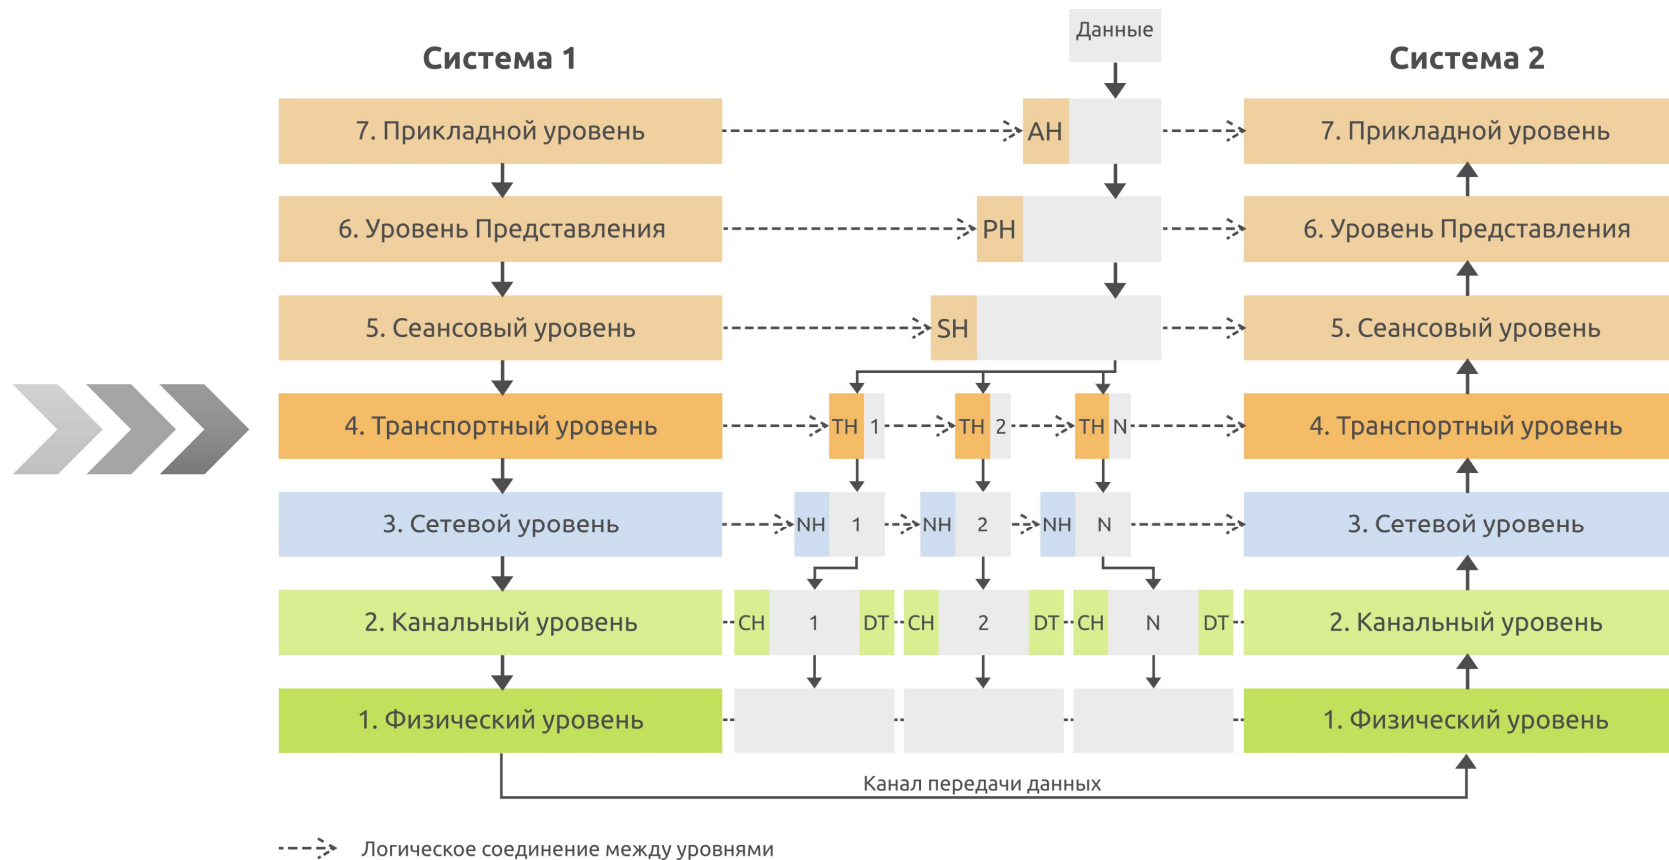 Данные
Система 1
Система 2
7. Прикладной уровень
AH
7. Прикладной уровень
6. Уровень Представления
PH
6. Уровень Представления
5. Сеансовый уровень
SH
5. Сеансовый уровень
4. Транспортный уровень
TH 1
TH 2
TH N
4. Транспортный уровень
3. Сетевой уровень
NH 1
NH 2
NH N
3. Сетевой уровень
2. Канальный уровень
CH 1 DT
CH 2 DT
CH N DT
2. Канальный уровень
1. Физический уровень
1. Физический уровень
Канал передачи данных
Логическое соединение между уровнями